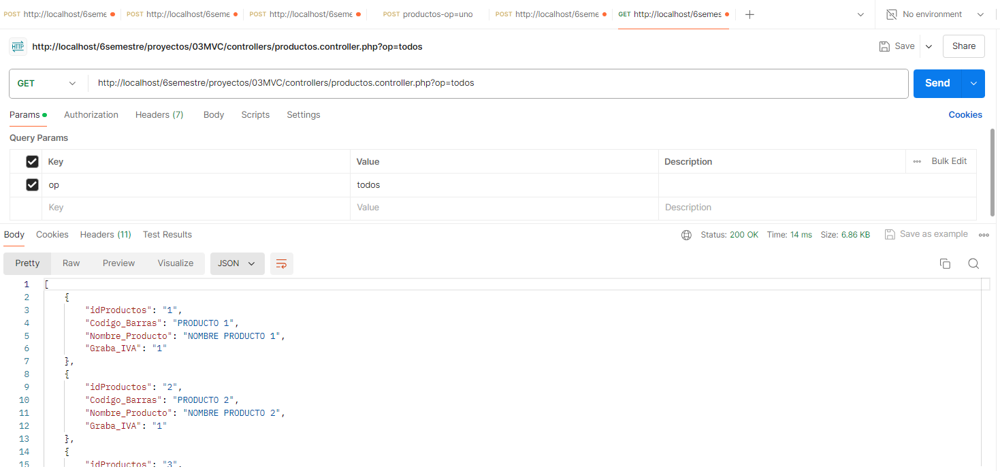 POST http://localhost/6seme POST http://localhost/6seme POST http://localhost/6seme POST productos-op=uno POST http://localhost/6seme GET http://localhost/6semes No environment
HTTP http://localhost/6semestre/proyectos/03MVC/controllers/productos.controller.php?op=todos Save Share
GET http://localhost/6semestre/proyectos/03MVC/controllers/productos.controller.php?op=todos Send
Params Authorization Headers (7) Body Scripts Settings Cookies
Query Params
Key Value Description Bulk Edit
op todos
Key Value Description
Body Cookies Headers (11) Test Results Status: 200 OK Time: 14 ms Size: 6.86 KB Save as example
Pretty Raw Preview Visualize JSON
1 [
2 {
3 "idProductos": "1",
4 "Codigo_Barras": "PRODUCTO 1",
5 "Nombre_Producto": "NOMBRE PRODUCTO 1",
6 "Graba_IVA": "1"
7 },
8 {
9 "idProductos": "2",
10 "Codigo_Barras": "PRODUCTO 2",
11 "Nombre_Producto": "NOMBRE PRODUCTO 2",
12 "Graba_IVA": "1"
13 },
14 {
15 "idProductos": "3",